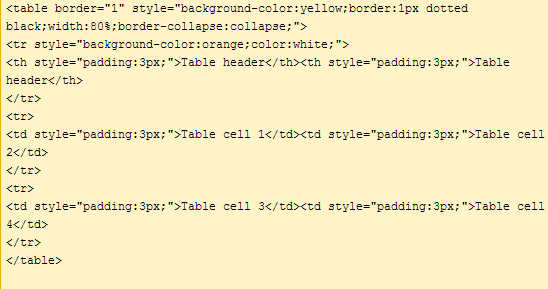 <table border="1" style="background-color:yellow;border:1px dotted
black;width:80%;border-collapse:collapse;">
<tr style="background-color:orange;color:white;">
<th style="padding:3px;">Table header</th><th style="padding:3px;">Table
header</th>
</tr>
<tr>
<td style="padding:3px;">Table cell 1</td><td style="padding:3px;">Table cell
2</td>
</tr>
<tr>
<td style="padding:3px;">Table cell 3</td><td style="padding:3px;">Table cell
4</td>
</tr>
</table>